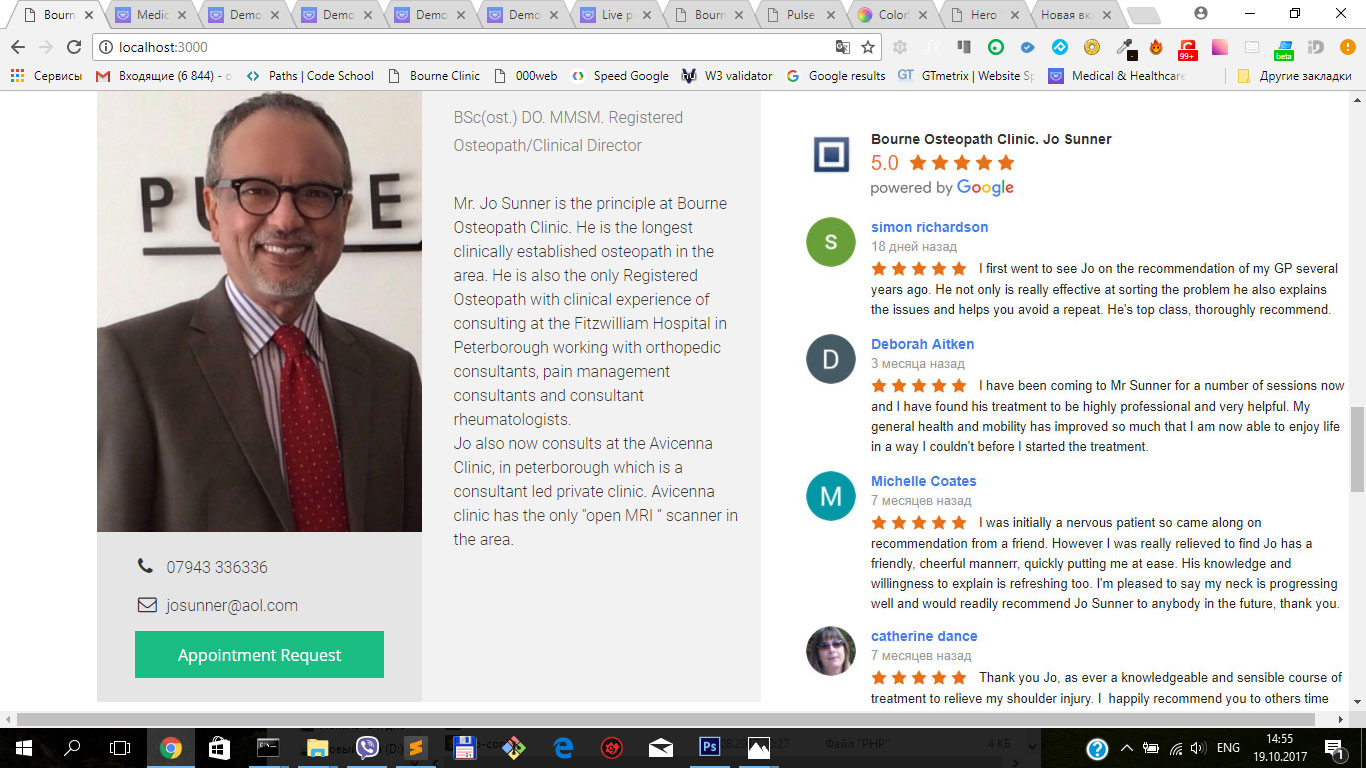 Bourn
Medic
Demo
Demo
Demo
Demo
Live p
Bourn
Pulse
Color
Hero
Новая вк
localhost:3000
99+
beta
Сервисы
Входящие (6 844) - c
Paths | Code School
Bourne Clinic
000web
Speed Google
W3 validator
Google results
GT
GTmetrix | Website Sp
Medical & Healthcare
Другие закладки
BSc(ost.) DO. MMSM. Registered
Osteopath/Clinical Director
Mr. Jo Sunner is the principle at Bourne
Osteopath Clinic. He is the longest
clinically established osteopath in the
area. He is also the only Registered
Osteopath with clinical experience of
consulting at the Fitzwilliam Hospital in
Peterborough working with orthopedic
consultants, pain management
consultants and consultant
rheumatologists.
Jo also now consults at the Avicenna
Clinic, in peterborough which is a
consultant led private clinic. Avicenna
clinic has the only “open MRI ” scanner in
the area.
07943 336336
josunner@aol.com
Appointment Request
Bourne Osteopath Clinic. Jo Sunner
5.0
powered by Google
S
simon richardson
18 дней назад
I first went to see Jo on the recommendation of my GP several
years ago. He not only is really effective at sorting the problem he also explains
the issues and helps you avoid a repeat. He's top class, thoroughly recommend.
D
Deborah Aitken
3 месяца назад
I have been coming to Mr Sunner for a number of sessions now
and I have found his treatment to be highly professional and very helpful. My
general health and mobility has improved so much that I am now able to enjoy life
in a way I couldn't before I started the treatment.
M
Michelle Coates
7 месяцев назад
I was initially a nervous patient so came along on
recommendation from a friend. However I was really relieved to find Jo has a
friendly, cheerful mannerr, quickly putting me at ease. His knowledge and
willingness to explain is refreshing too. I'm pleased to say my neck is progressing
well and would readily recommend Jo Sunner to anybody in the future, thank you.
catherine dance
7 месяцев назад
Thank you Jo, as ever a knowledgeable and sensible course of
treatment to relieve my shoulder injury. I happily recommend you to others time
Файл "PHP"
4 КБ
Ps
ENG
14:55
19.10.2017
1